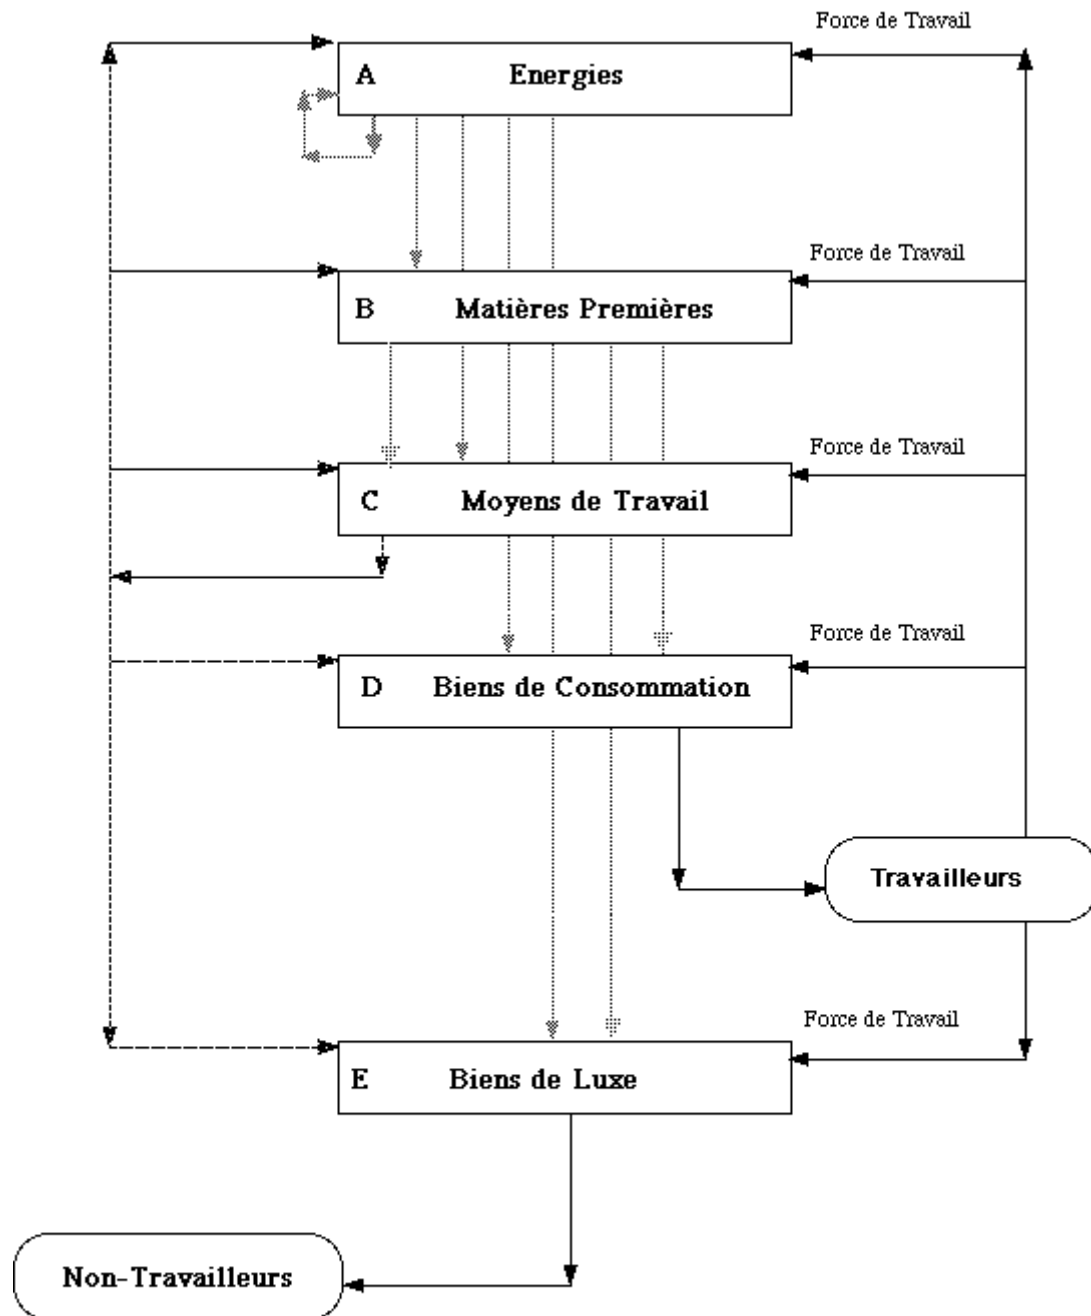 Force de Travail
A Energies
Force de Travail
B Matières Premières
Force de Travail
C Moyens de Travail
Force de Travail
D Biens de Consommation
Travailleurs
Force de Travail
E Biens de Luxe
Non-Travailleurs